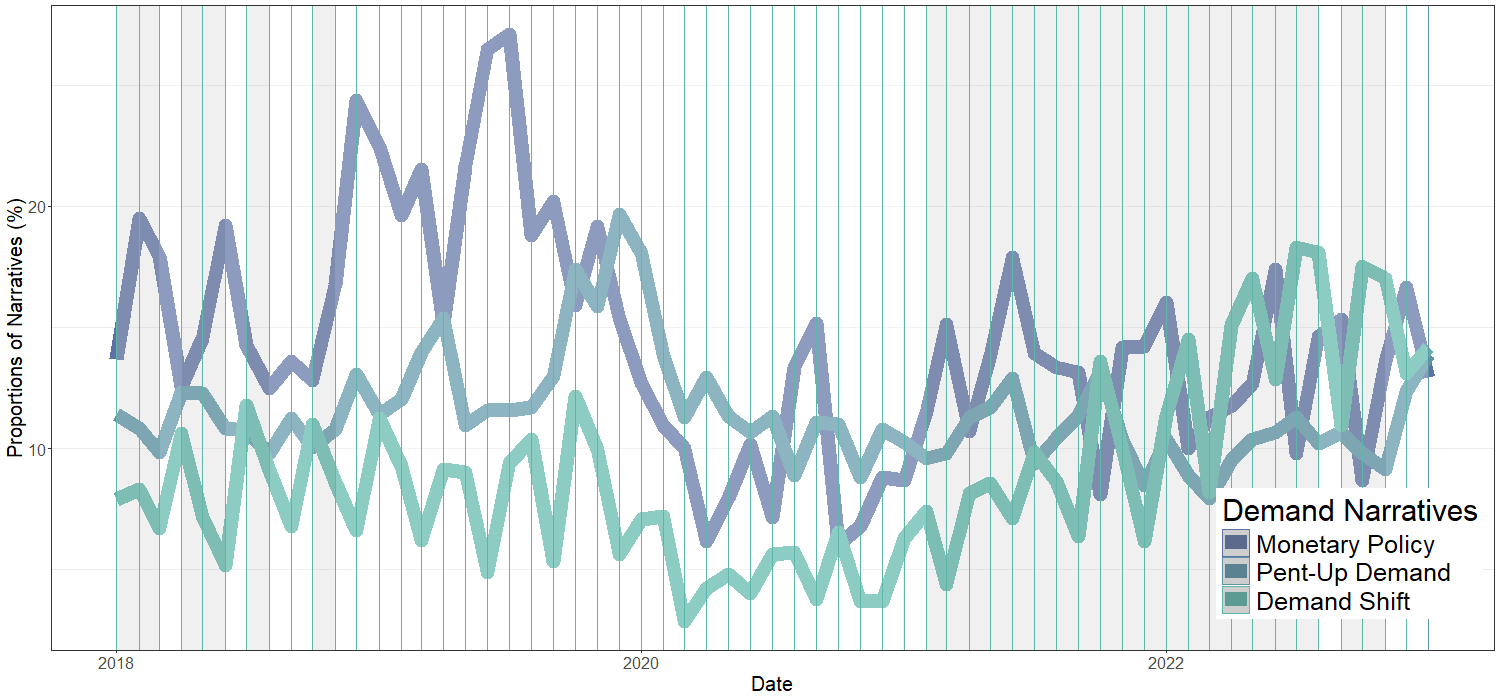 Proportions of Narratives (%)
20
10
2018
2020
2022
Date
Demand Narratives
Monetary Policy
Pent-Up Demand
Demand Shift